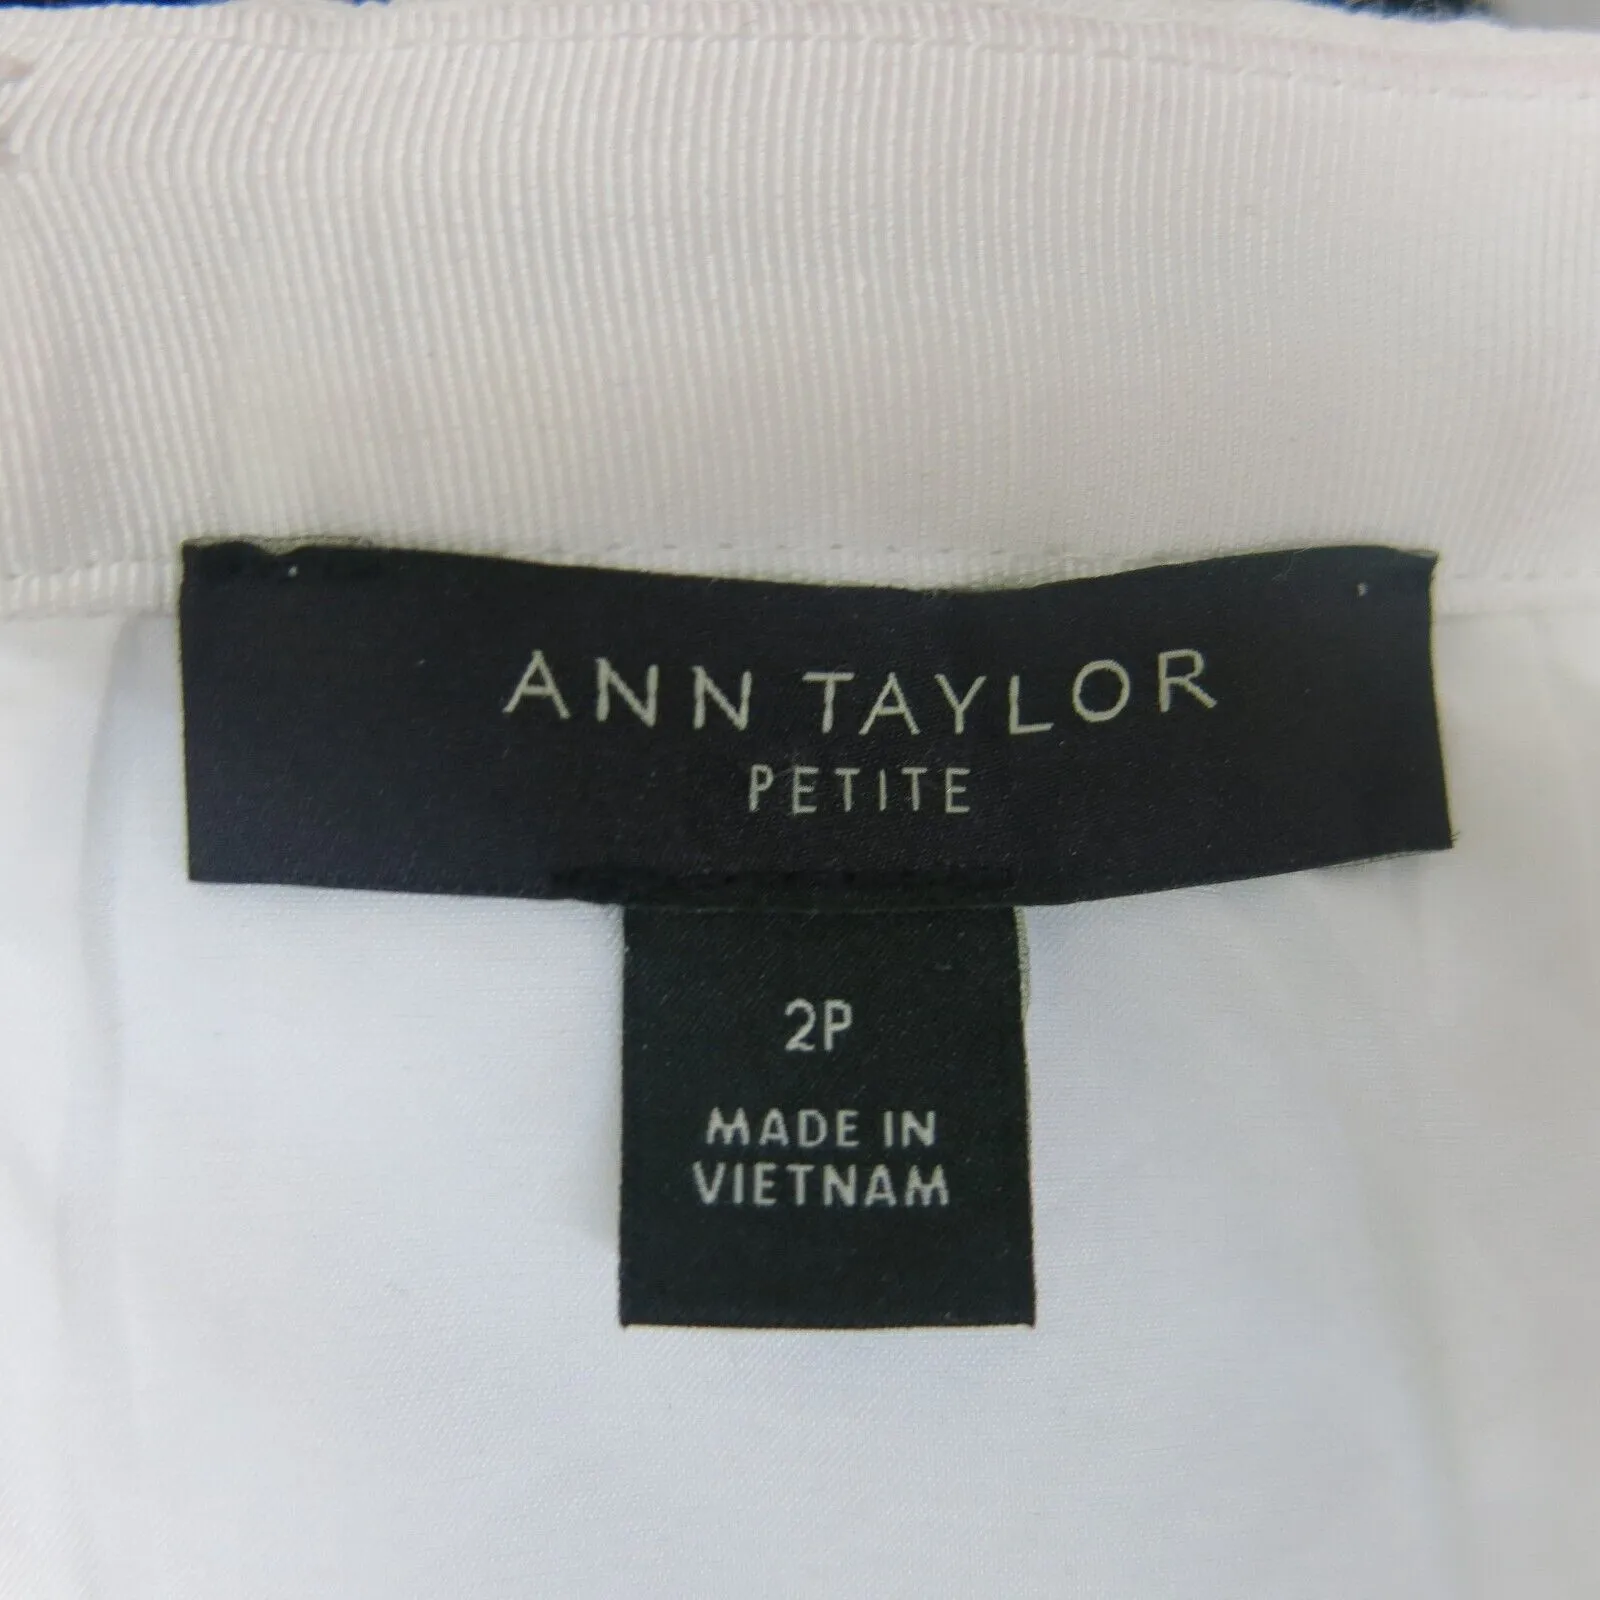 ANN TAYLOR
PETITE
2P
MADE IN
VIETNAM